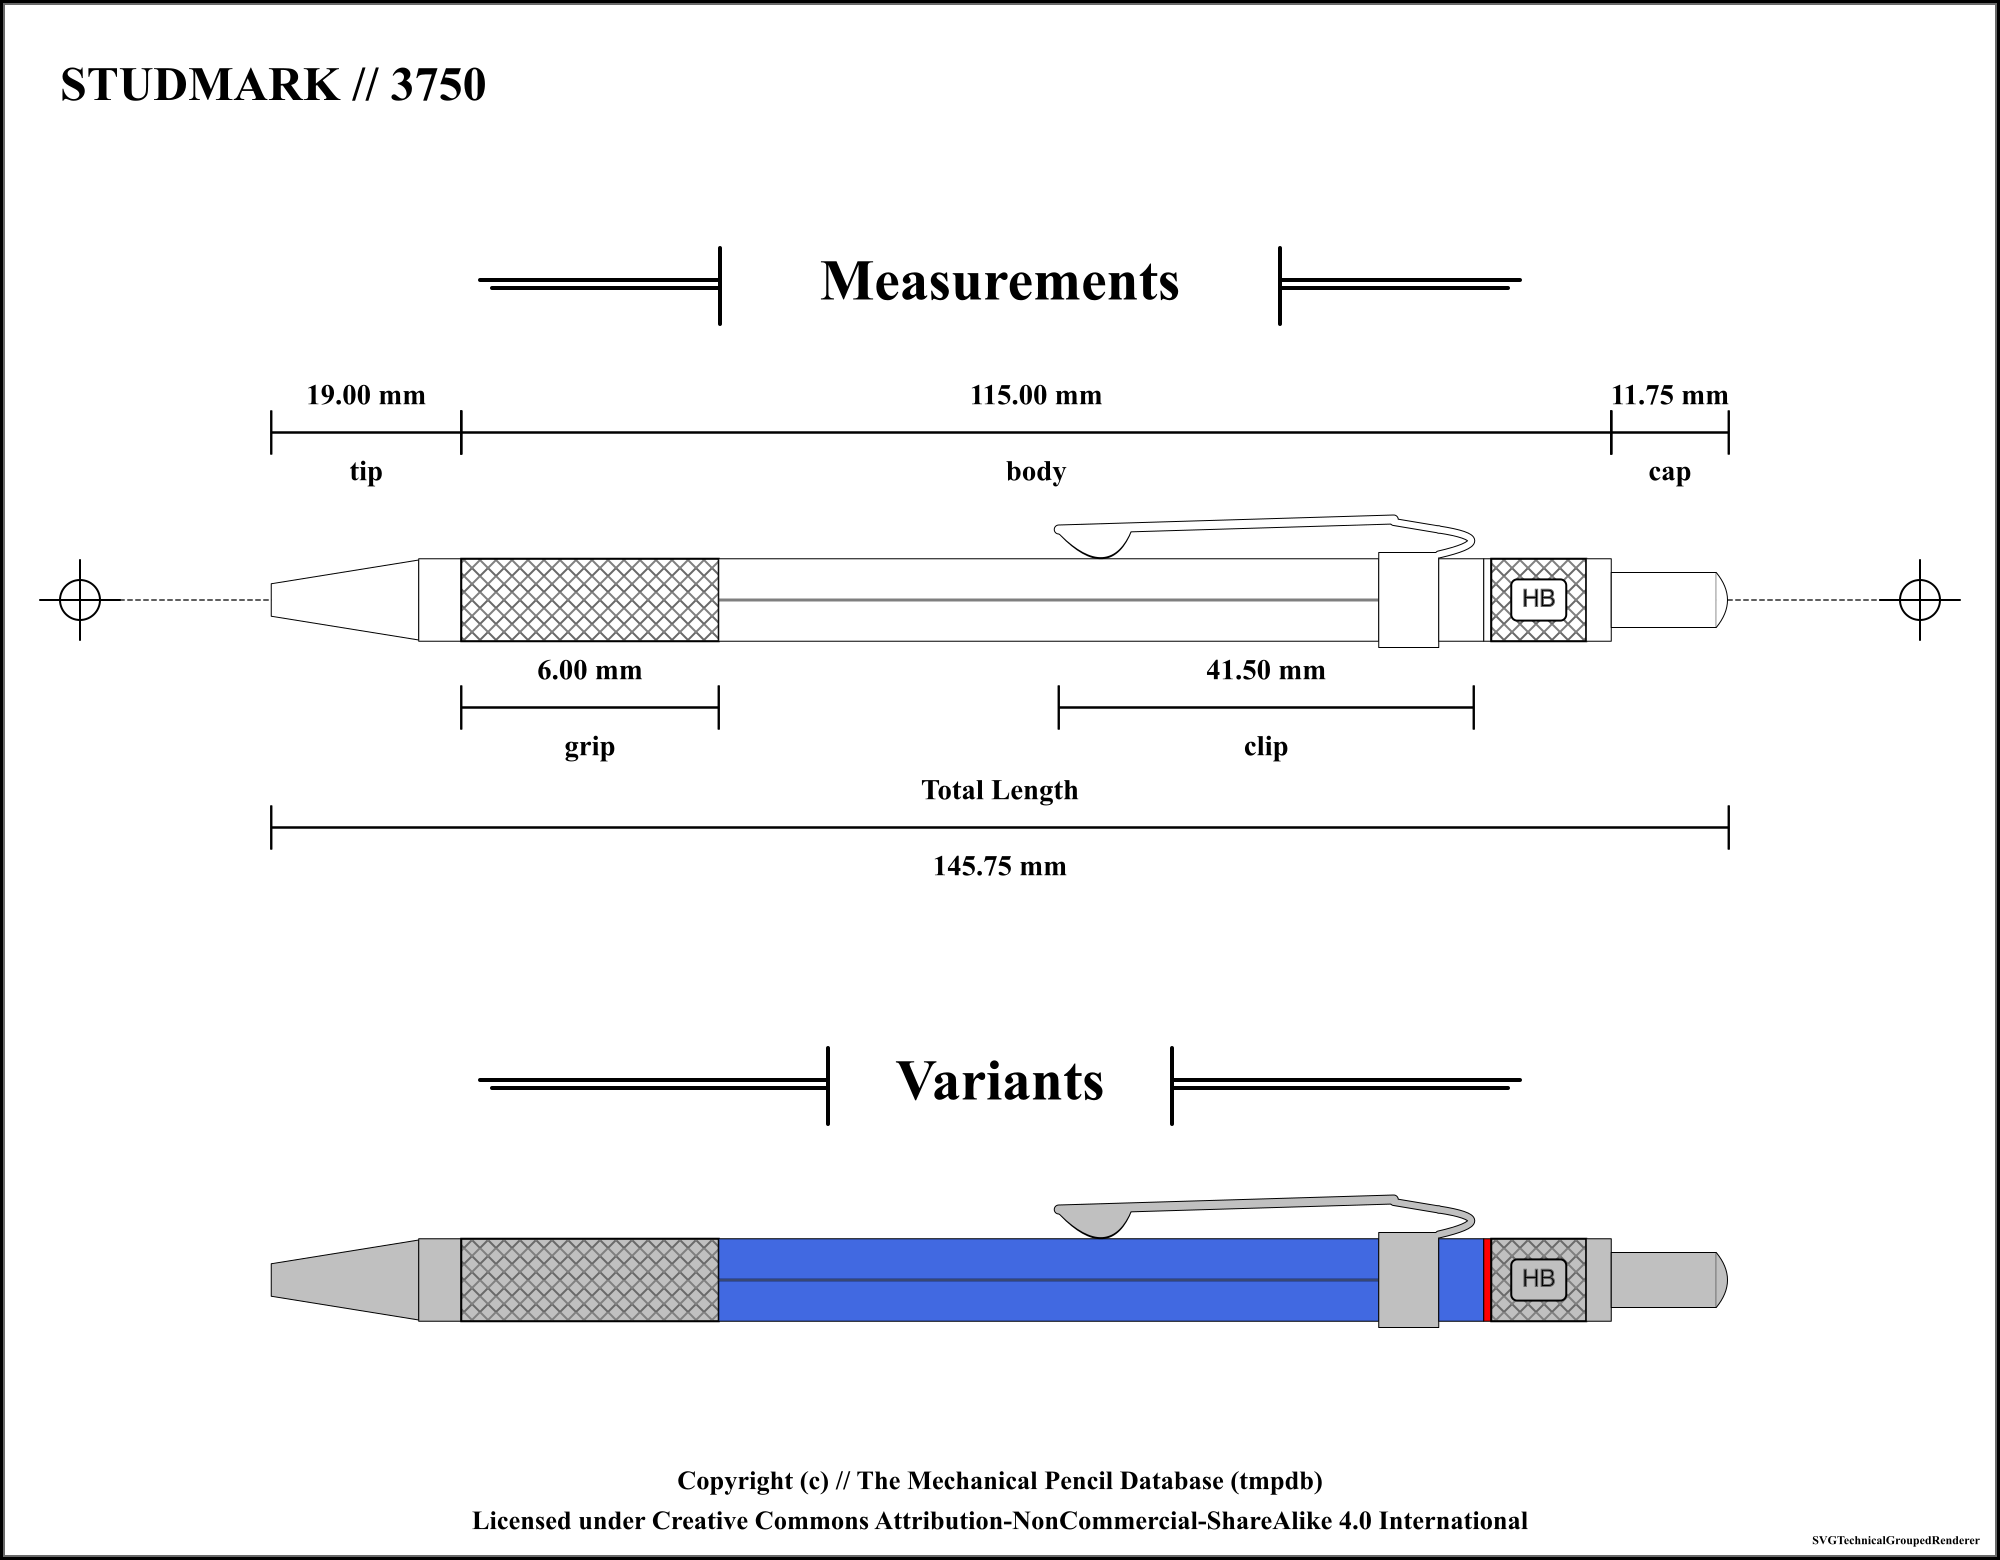 STUDMARK // 3750
Measurements
19.00 mm
115.00 mm
11.75 mm
tip
body
cap
HB
6.00 mm
41.50 mm
grip
clip
Total Length
145.75 mm
Variants
HB
Copyright (c) // The Mechanical Pencil Database (tmpdb)
Licensed under Creative Commons Attribution-NonCommercial-ShareAlike 4.0 International
SVGTechnicalGroupedRenderer